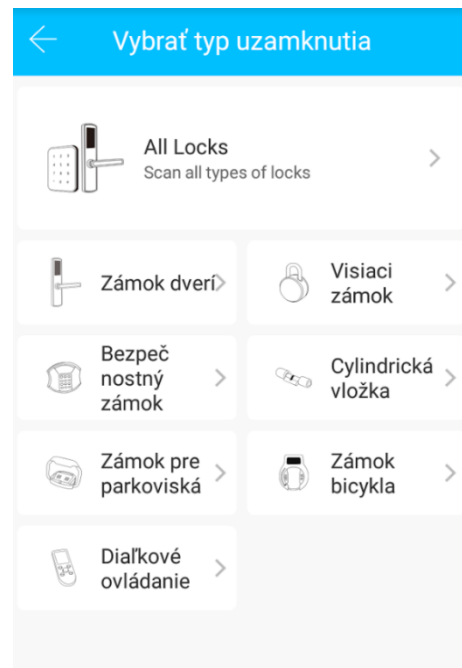 Vybrať typ uzamknutia
All Locks
Scan all types of locks
Zámok dverí
Visiaci
zámok
Bezpeč
nostný
zámok
Cylindrická
vložka
Zámok pre
parkoviská
Zámok
bicykla
Diaľkové
ovládanie